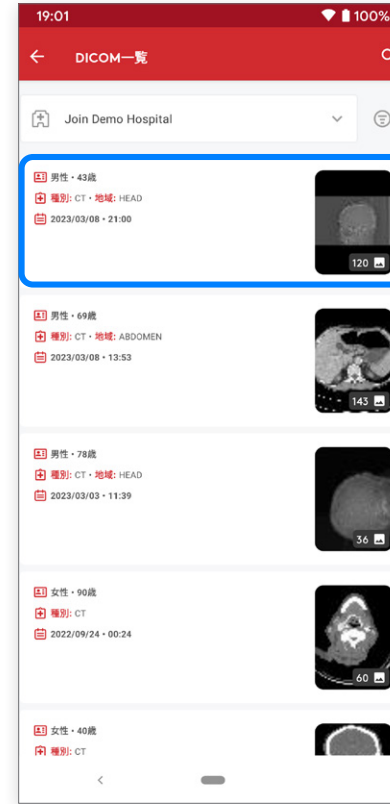 19:01
100%
DICOM一覧
Join Demo Hospital
男性・43歳
種別: CT・地域: HEAD
2023/03/08・21:00
120
男性・69歳
種別: CT・地域: ABDOMEN
2023/03/08・13:53
143
男性・78歳
種別: CT・地域: HEAD
2023/03/03・11:39
36
女性・90歳
種別: CT
2022/09/24・00:24
60
女性・40歳
種別: CT